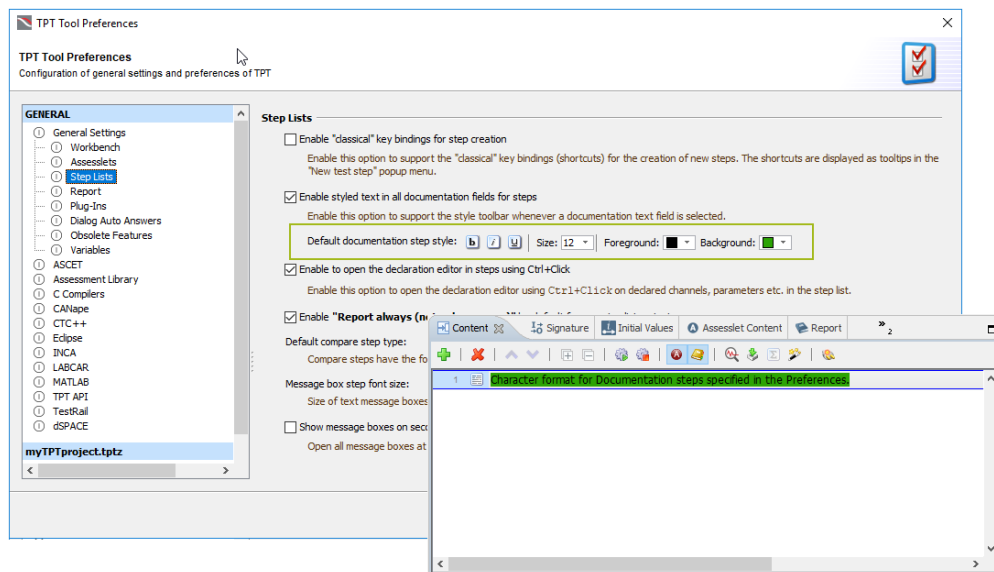 TPT Tool Preferences
TPT Tool Preferences
Configuration of general settings and preferences of TPT
GENERAL
General Settings
Workbench
Assesslets
Step Lists
Report
Plug-Ins
Dialog Auto Answers
Obsolete Features
Variables
ASCET
Assessment Library
C Compilers
CANape
CTC++
Eclipse
INCA
LABCAR
MATLAB
TPT API
TestRail
dSPACE
myTPTproject.tptz
Step Lists
Enable "classical" key bindings for step creation
Enable this option to support the "classical" key bindings (shortcuts) for the creation of new steps. The shortcuts are displayed as tooltips in the
"New test step" popup menu.
Enable styled text in all documentation fields for steps
Enable this option to support the style toolbar whenever a documentation text field is selected.
Default documentation step style: b i u Size: 12 Foreground: Background:
Enable to open the declaration editor in steps using Ctrl+Click
Enable this option to open the declaration editor using Ctrl+Click on declared channels, parameters etc. in the step list.
Enable "Report always
Default compare step type:
Compare steps have the fo
Message box step font size:
Size of text message boxes
Show message boxes on seco
Open all message boxes at
Content Signature Initial Values Assesslet Content Report » 2
1 Character format for Documentation steps specified in the Preferences.